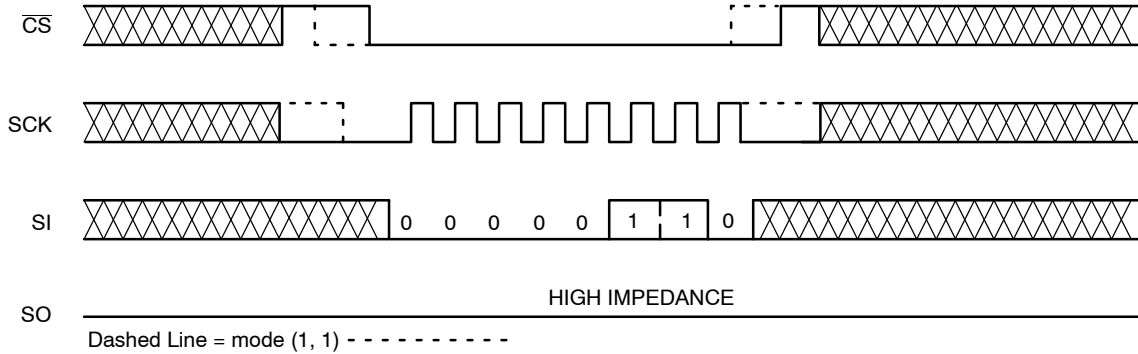 CS
SCK
SI 0 0 0 0 0 1 1 0
HIGH IMPEDANCE
SO
Dashed Line = mode (1, 1)